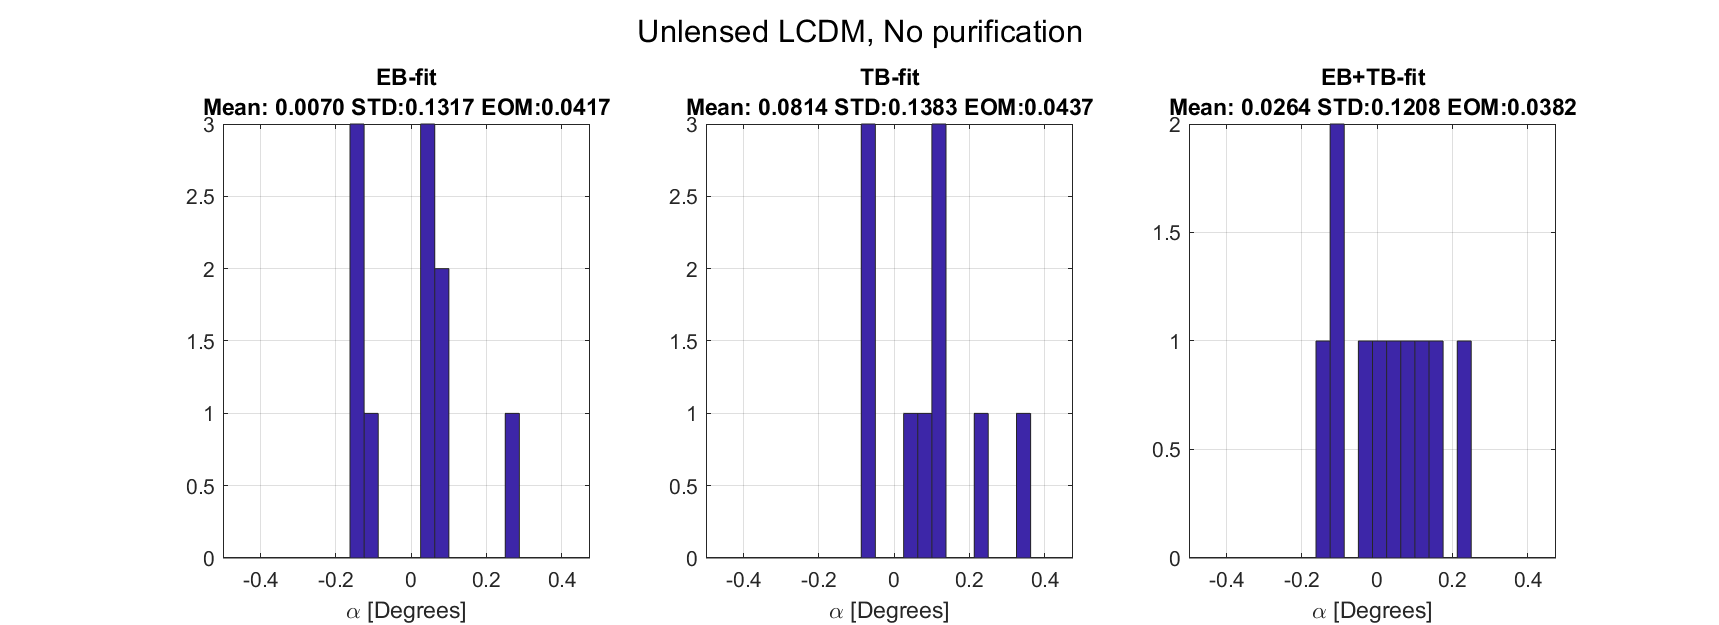 Unlensed LCDM, No purification
EB-fit
Mean: 0.0070 STD:0.1317 EOM:0.0417
3
2.5
2
1.5
1
0.5
0
-0.4 -0.2 0 0.2 0.4
α [Degrees]
TB-fit
Mean: 0.0814 STD:0.1383 EOM:0.0437
3
2.5
2
1.5
1
0.5
0
-0.4 -0.2 0 0.2 0.4
α [Degrees]
EB+TB-fit
Mean: 0.0264 STD:0.1208 EOM:0.0382
2
1.5
1
0.5
0
-0.4 -0.2 0 0.2 0.4
α [Degrees]